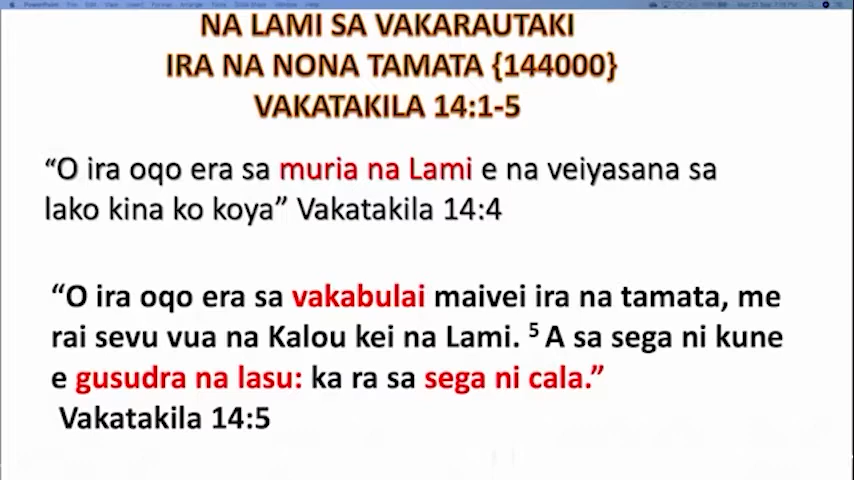 NA LAMI SA VAKARAUTAKI
IRA NA NONA TAMATA {144000}
VAKATAKILA 14:1-5
“O ira oqo era sa muria na Lami e na veiyasana sa
lako kina ko koya” Vakatakila 14:4
“O ira oqo era sa vakabulai maivei ira na tamata, me
rai sevu vua na Kalou kei na Lami. ⁵ A sa sega ni kune
e gusudra na lasu: ka ra sa sega ni cala.”
Vakatakila 14:5